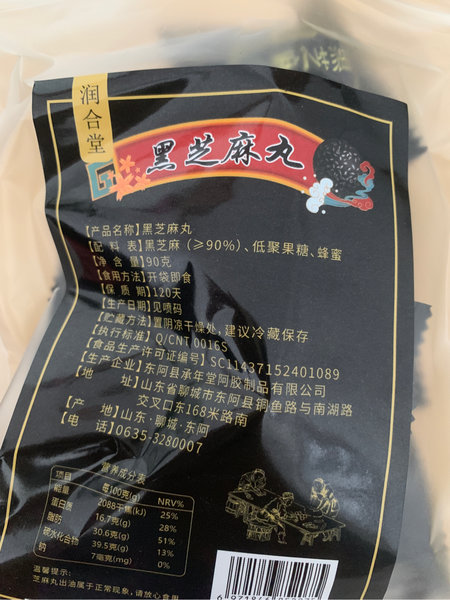 润合堂
黑芝麻丸
【产品名称】黑芝麻丸
【配 料 表】黑芝麻（≥90%）、低聚果糖、蜂蜜
【净 含 量】90克
【食用方法】开袋即食
【保 质 期】120天
【生产日期】见喷码
【贮藏方法】置阴凉干燥处，建议冷藏保存
【执行标准】Q/CNT 0016S
【食品生产许可证编号】SC11437152401089
【生产企业】东阿县承年堂阿胶制品有限公司
【地 址】山东省聊城市东阿县铜鱼路与南湖路
交叉口东168米路南
【产 地】山东·聊城·东阿
【电 话】0635-3280007
营养成分表
项目 每100克(g) NRV%
能量 2088千焦(kJ) 25%
蛋白质 16.7克(g) 28%
脂肪 30.6克(g) 51%
碳水化合物 39.5克(g) 13%
钠 7毫克(mg) 0%
温馨提示：
芝麻丸出油属于正常现象，请放心食用